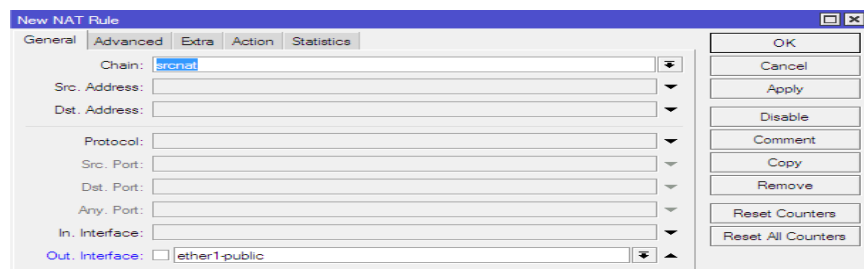 New NAT Rule
General Advanced Extra Action Statistics
Chain: srcnat
Src. Address:
Dst. Address:
Protocol:
Src. Port:
Dst. Port:
Any. Port:
In. Interface:
Out. Interface: ether1-public
OK
Cancel
Apply
Disable
Comment
Copy
Remove
Reset Counters
Reset All Counters